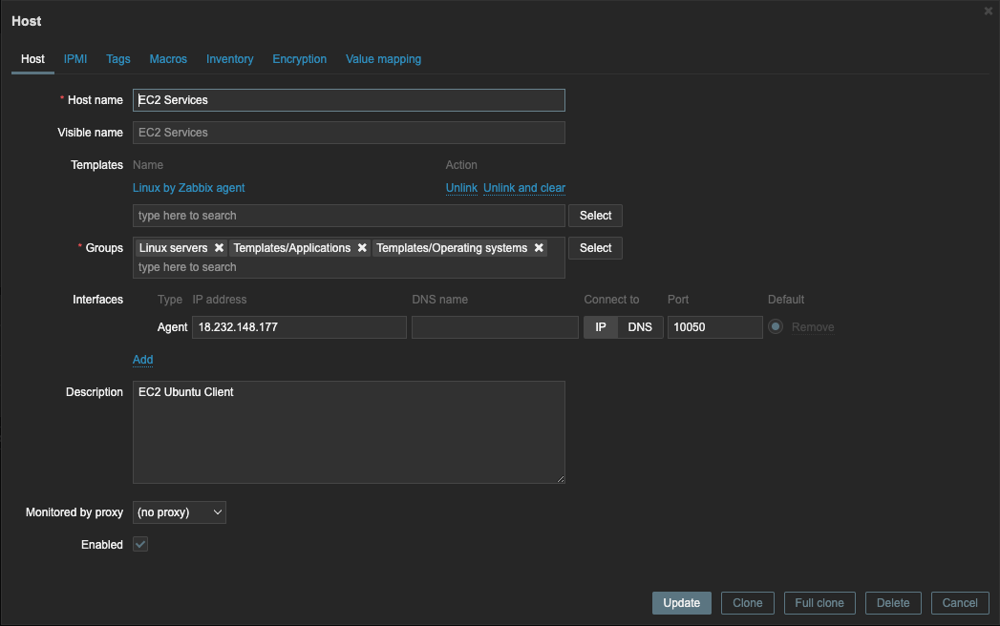 Host
Host IPMI Tags Macros Inventory Encryption Value mapping
* Host name EC2 Services
Visible name EC2 Services
Templates Name Action
Linux by Zabbix agent Unlink Unlink and clear
type here to search Select
* Groups Linux servers Templates/Applications Templates/Operating systems Select
type here to search
Interfaces Type IP address DNS name Connect to Port Default
Agent 18.232.148.177 IP DNS 10050 Remove
Add
Description EC2 Ubuntu Client
Monitored by proxy (no proxy)
Enabled
Update Clone Full clone Delete Cancel